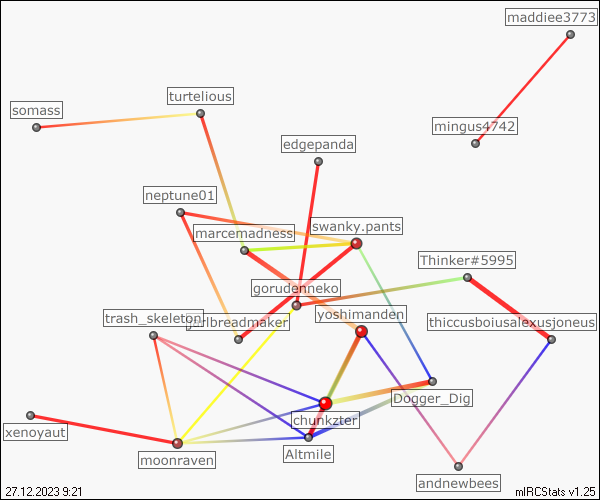 maddiee3773
turtelious
somass
mingus4742
edgepanda
neptune01
swanky.pants
marcemadness
Thinker#5995
gorudenneko
trash_skeleton
yoshimanden
thiccusboiusalexusjoneus
Dogger_Dig
chunkzter
xenoyaut
Altmile
moonraven
andnewbees
27.12.2023 9:21
mIRCStats v1.25